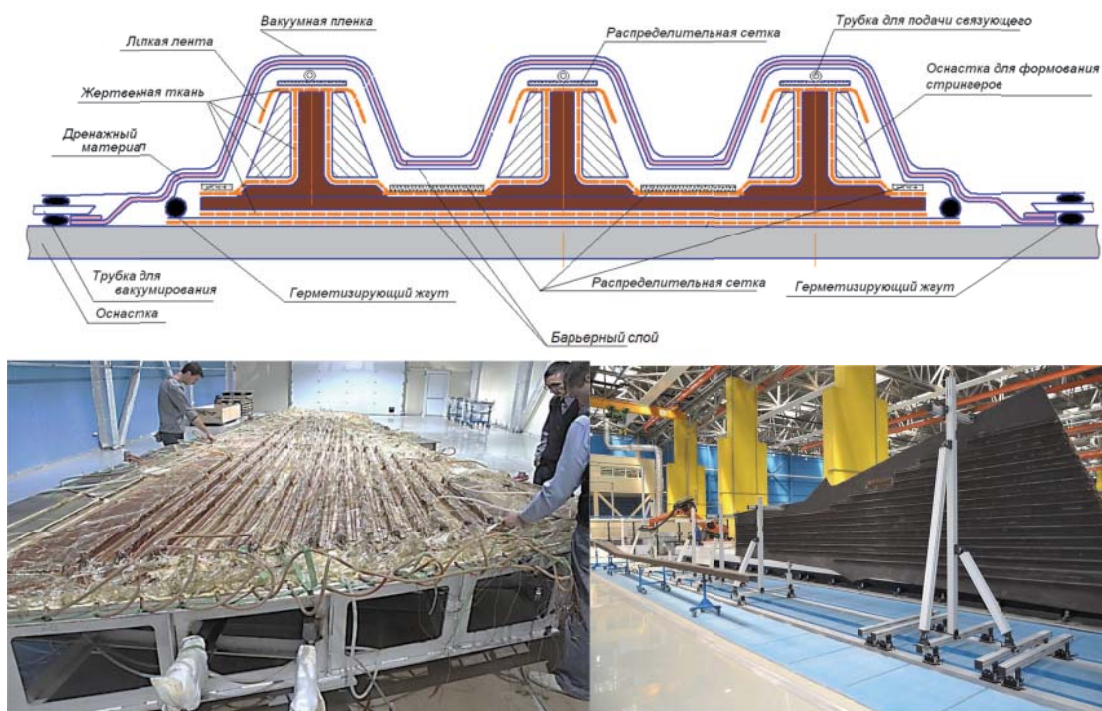 Вакуумная пленка
Трубка для подачи связующего
Липкая лента
Распределительная сетка
Оснастка для формования
стрингеров
Жертвенная ткань
Дренажный
материал
Трубка для
вакуумирования
Герметизирующий жгут
Распределительная сетка
Герметизирующий жгут
Оснастка
Барьерный слой